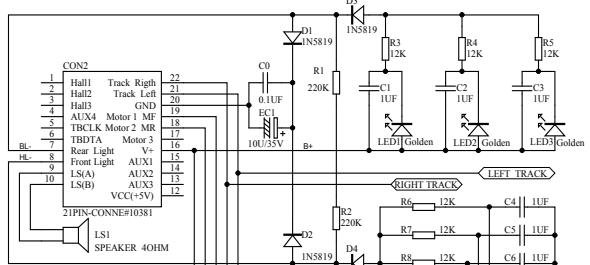 D3
D1
1N5819
1N5819
R3
12K
R4
12K
R5
12K
CON2
C0
0.1UF
R1
220K
C1
1UF
C2
1UF
C3
1UF
1 Hall1 Track Rigth 22
2 Hall2 Track Left 21
3 Hall3 GND 20
4 AUX4 Motor 1 MF 19
5 TBCLK Motor 2 MR 18
6 TBDTA Motor 3 17
BL- 7 Rear Light V+ 16
HL- 8 Front Light AUX1 15
9 LS(A) AUX2 14
10 LS(B) AUX3 13
VCC(+5V) 12
21PIN-CONNE#10381
EC1
+
10U/35V
B+
LED1 Golden
LED2 Golden
LED3 Golden
LEFT TRACK
RIGHT TRACK
LS1
SPEAKER 4OHM
R2
220K
R6 12K C4 1UF
R7 12K C5 1UF
R8 12K C6 1UF
D2
1N5819
D4